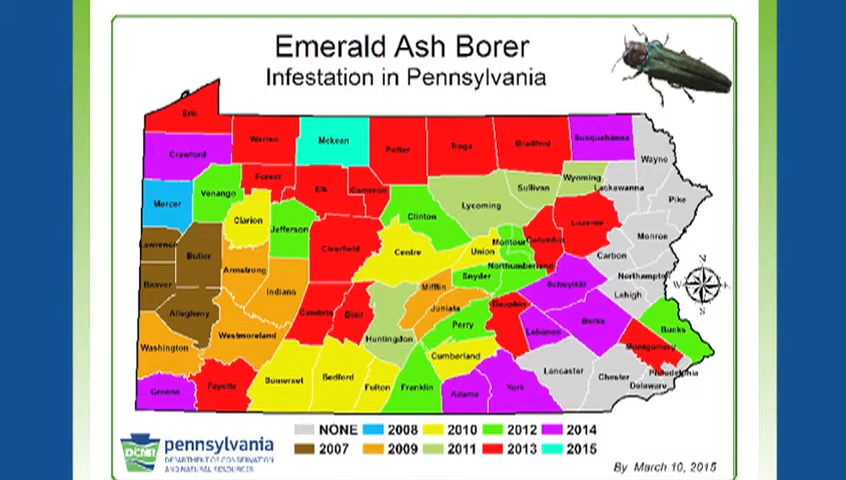 Emerald Ash Borer
Infestation in Pennsylvania
Erie
Warren
Mckean
Potter
Tioga
Bradford
Susquehanna
Wayne
Crawford
Forest
Elk
Cameron
Sullivan
Wyoming
Lackawanna
Pike
Mercer
Venango
Clarion
Jefferson
Clinton
Lycoming
Luzerne
Monroe
Lawrence
Butler
Armstrong
Clearfield
Centre
Union
Montour
Columbia
Carbon
Northumberland
Northampton
Beaver
Indiana
Mifflin
Snyder
Schuylkill
Lehigh
W
N
E
S
Allegheny
Cambria
Blair
Juniata
Dauphin
Berks
Bucks
Washington
Westmoreland
Huntingdon
Perry
Lebanon
Montgomery
Somerset
Bedford
Fulton
Cumberland
Lancaster
Chester
Philadelphia
Delaware
Greene
Fayette
Franklin
Adams
York
NONE 2008 2010 2012 2014
2007 2009 2011 2013 2015
DCNR
pennsylvania
DEPARTMENT OF CONSERVATION
AND NATURAL RESOURCES
By March 10, 2015